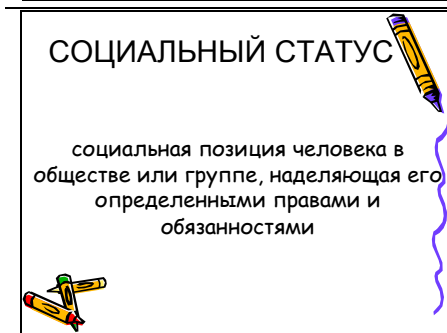 СОЦИАЛЬНЫЙ СТАТУС
социальная позиция человека в
обществе или группе, наделяющая его
определенными правами и
обязанностями